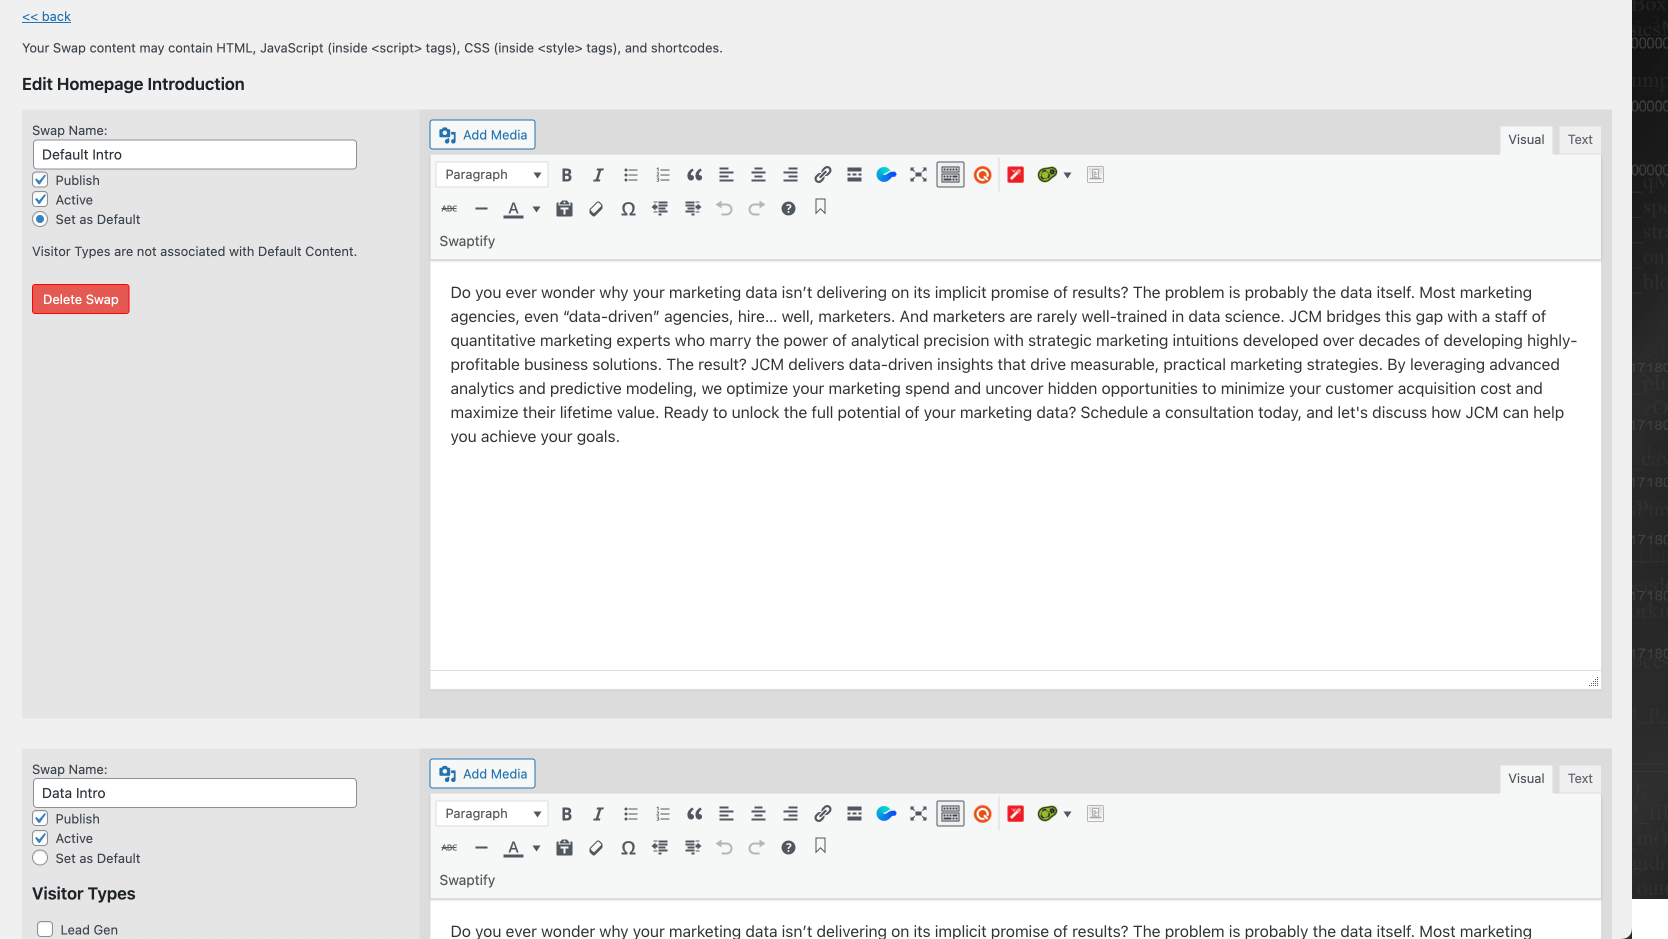 << back
Your Swap content may contain HTML, JavaScript (inside <script> tags), CSS (inside <style> tags), and shortcodes.
Edit Homepage Introduction
Swap Name:
Default Intro
Publish
Active
Set as Default
Visitor Types are not associated with Default Content.
Delete Swap
Add Media
Visual Text
Paragraph
ABC
Swaptify
Do you ever wonder why your marketing data isn’t delivering on its implicit promise of results? The problem is probably the data itself. Most marketing
agencies, even “data-driven” agencies, hire... well, marketers. And marketers are rarely well-trained in data science. JCM bridges this gap with a staff of
quantitative marketing experts who marry the power of analytical precision with strategic marketing intuitions developed over decades of developing highly-
profitable business solutions. The result? JCM delivers data-driven insights that drive measurable, practical marketing strategies. By leveraging advanced
analytics and predictive modeling, we optimize your marketing spend and uncover hidden opportunities to minimize your customer acquisition cost and
maximize their lifetime value. Ready to unlock the full potential of your marketing data? Schedule a consultation today, and let's discuss how JCM can help
you achieve your goals.
Swap Name:
Data Intro
Publish
Active
Set as Default
Visitor Types
Lead Gen
Add Media
Visual Text
Paragraph
ABC
Swaptify
Do you ever wonder why your marketing data isn’t delivering on its implicit promise of results? The problem is probably the data itself. Most marketing